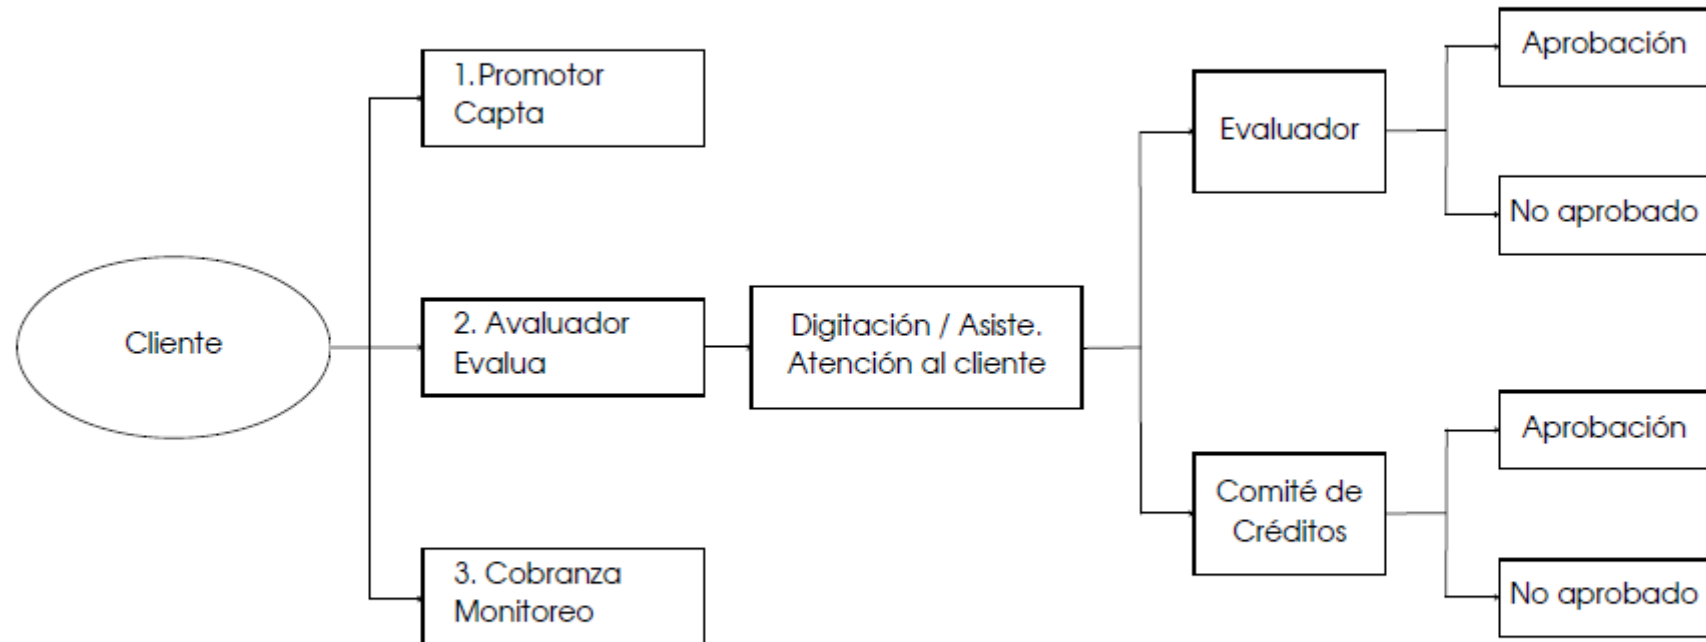 Cliente
1. Promotor
Capta
2. Avaluador
Evalua
3. Cobranza
Monitoreo
Digitación / Asiste.
Atención al cliente
Evaluador
Aprobación
No aprobado
Comité de
Créditos
Aprobación
No aprobado